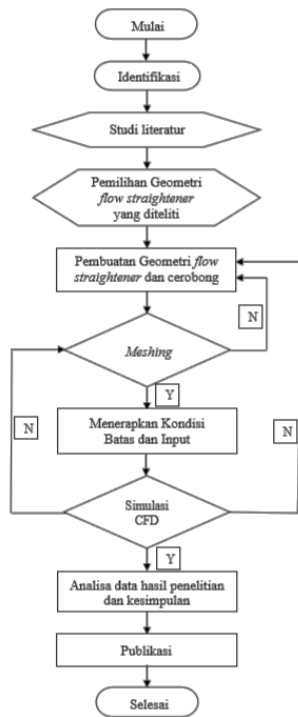 Mulai
Identifikasi
Studi literatur
Pemilihan Geometri
flow straightener
yang diteliti
Pembuatan Geometri flow
straightener dan cerobong
N
Meshing
Y
N
Menerapkan Kondisi
Batas dan Input
N
Simulasi
CFD
Y
Analisa data hasil penelitian
dan kesimpulan
Publikasi
Selesai